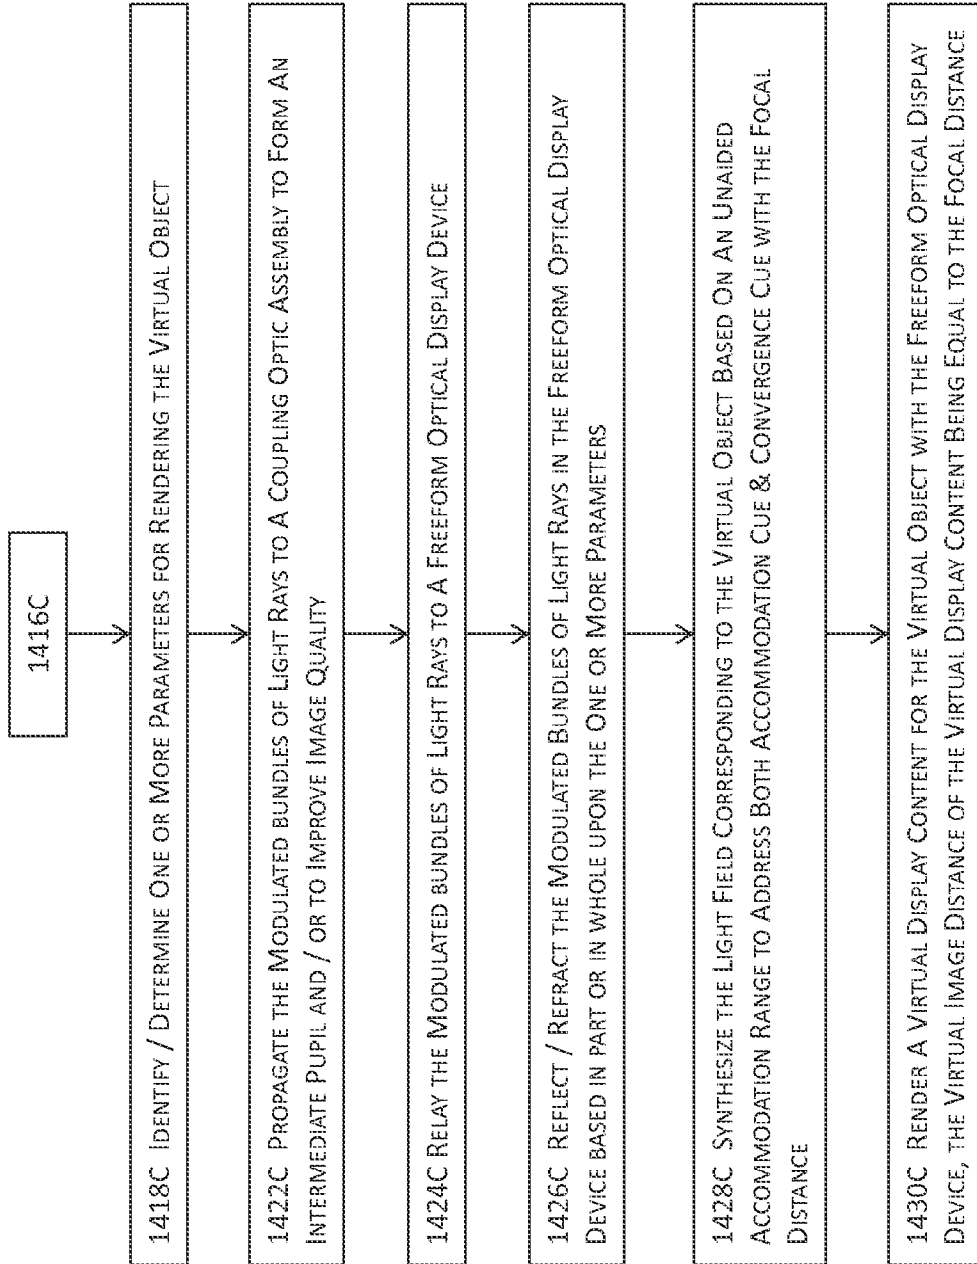 1416C
1418C IDENTIFY / DETERMINE ONE OR MORE PARAMETERS FOR RENDERING THE VIRTUAL OBJECT
1422C PROPAGATE THE MODULATED BUNDLES OF LIGHT RAYS TO A COUPLING OPTIC ASSEMBLY TO FORM AN
INTERMEDIATE PUPIL AND / OR TO IMPROVE IMAGE QUALITY
1424C RELAY THE MODULATED BUNDLES OF LIGHT RAYS TO A FREEFORM OPTICAL DISPLAY DEVICE
1426C REFLECT / REFRACT THE MODULATED BUNDLES OF LIGHT RAYS IN THE FREEFORM OPTICAL DISPLAY
DEVICE BASED IN PART OR IN WHOLE UPON THE ONE OR MORE PARAMETERS
1428C SYNTHESIZE THE LIGHT FIELD CORRESPONDING TO THE VIRTUAL OBJECT BASED ON AN UNAIDED
ACCOMMODATION RANGE TO ADDRESS BOTH ACCOMMODATION CUE & CONVERGENCE CUE WITH THE FOCAL
DISTANCE
1430C RENDER A VIRTUAL DISPLAY CONTENT FOR THE VIRTUAL OBJECT WITH THE FREEFORM OPTICAL DISPLAY
DEVICE, THE VIRTUAL IMAGE DISTANCE OF THE VIRTUAL DISPLAY CONTENT BEING EQUAL TO THE FOCAL DISTANCE